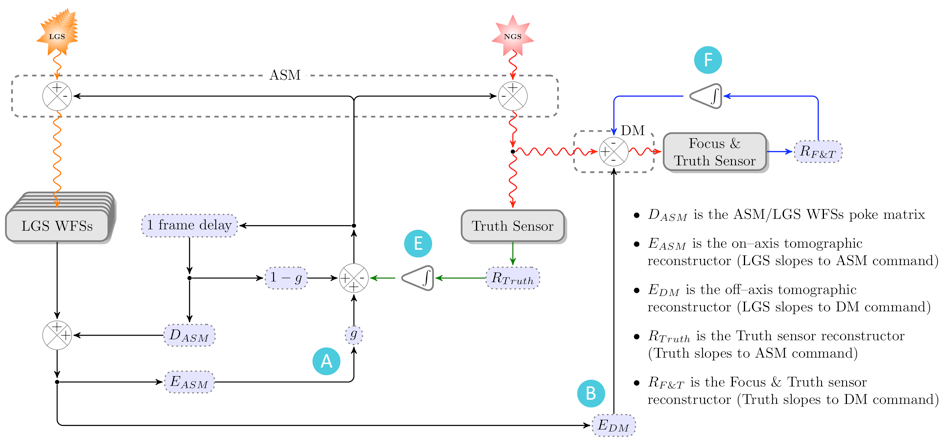 LGS
NGS
ASM
+
-
-
+
F
∫
DM
-
+
-
Focus &
Truth Sensor
R_{F&T}
LGS WFSs
1 frame delay
Truth Sensor
E
1 − g
+
-
+
∫
R_{Truth}
+
+
D_{ASM}
g
A
E_{ASM}
B
E_{DM}
• D_{ASM} is the ASM/LGS WFSs poke matrix
• E_{ASM} is the on–axis tomographic
reconstructor (LGS slopes to ASM command)
• E_{DM} is the off–axis tomographic
reconstructor (LGS slopes to DM command)
• R_{Truth} is the Truth sensor reconstructor
(Truth slopes to ASM command)
• R_{F&T} is the Focus & Truth sensor
reconstructor (Truth slopes to DM command)